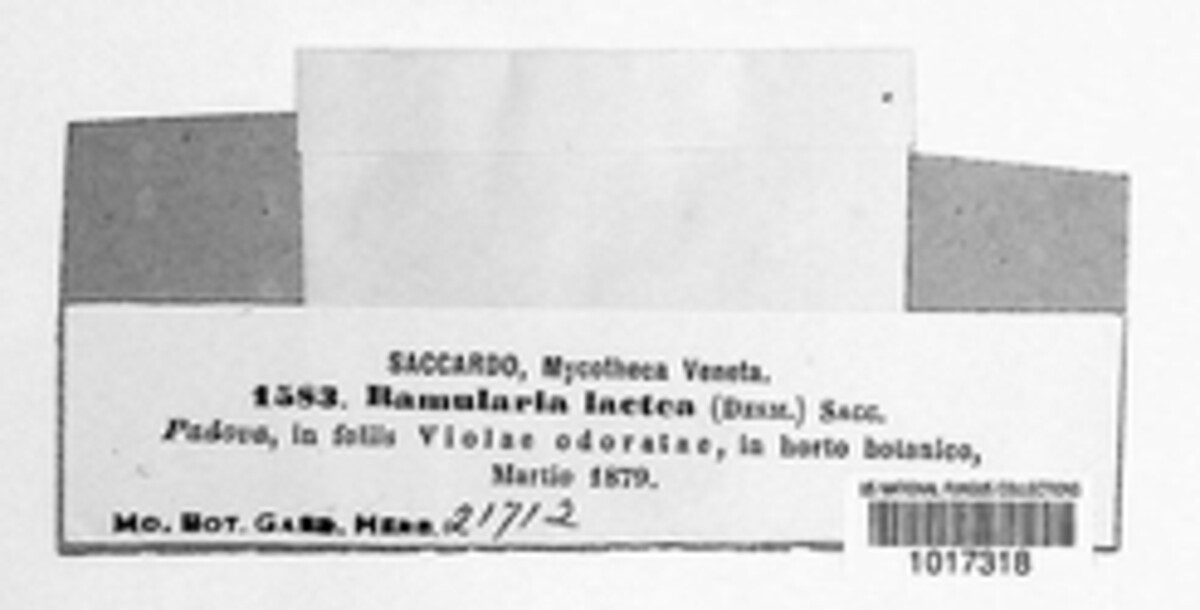 SACCARDO, Mycotheca Veneta.
1583. Ramularia lactea (DESM.) SACC.
Padova, in foliis Violae odoratae, in horto botanico,
Martio 1879.
MO. BOT. GARD. HERB. 21712
US NATIONAL FUNGUS COLLECTIONS
1017318